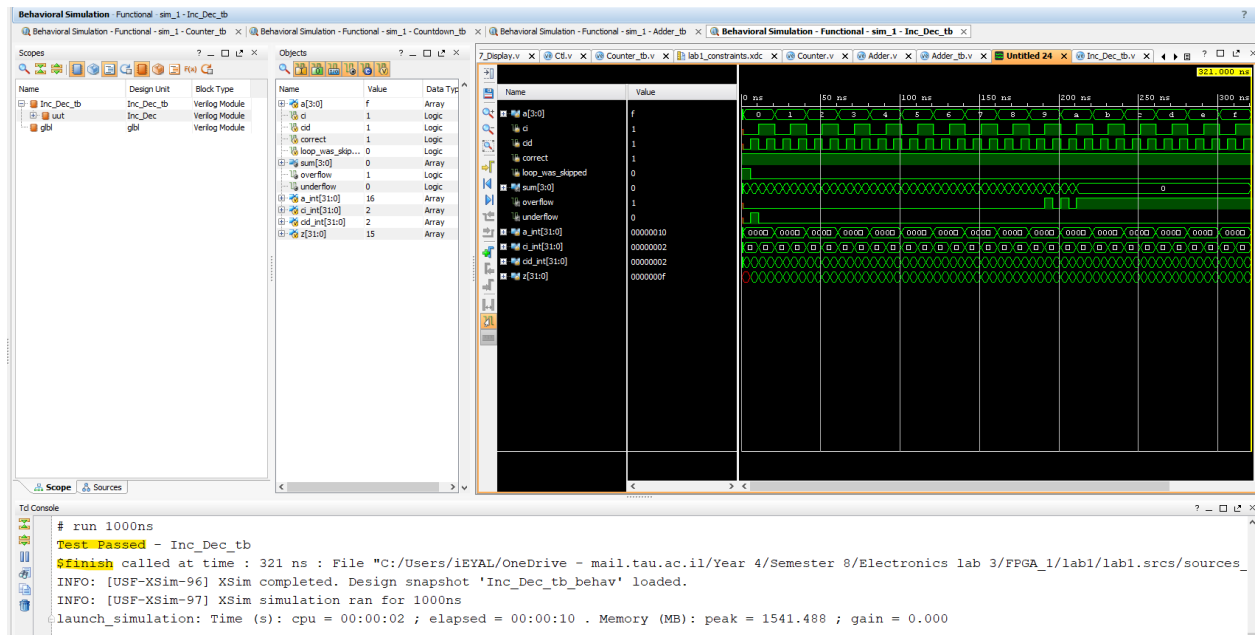 Behavioral Simulation - Functional - sim_1 - Inc_Dec_tb ?
Behavioral Simulation - Functional - sim_1 - Counter_tb × Behavioral Simulation - Functional - sim_1 - Countdown_tb × Behavioral Simulation - Functional - sim_1 - Adder_tb × Behavioral Simulation - Functional - sim_1 - Inc_Dec_tb ×
Scopes
Name Design Unit Block Type
Inc_Dec_tb Inc_Dec_tb Verilog Module
uut Inc_Dec Verilog Module
glbl glbl Verilog Module
Scope Sources
Objects
Name Value Data Typ
a[3:0] f Array
ci 1 Logic
cid 1 Logic
correct 1 Logic
loop_was_skip... 0 Logic
sum[3:0] 0 Array
overflow 1 Logic
underflow 0 Logic
a_int[31:0] 16 Array
ci_int[31:0] 2 Array
cid_int[31:0] 2 Array
z[31:0] 15 Array
7_Display.v × Ctl.v × Counter_tb.v × lab1_constraints.xdc × Counter.v × Adder.v × Adder_tb.v × Untitled 24 × Inc_Dec_tb.v ×
321.000 ns
Name Value
0 ns 50 ns 100 ns 150 ns 200 ns 250 ns 300 ns
a[3:0] f 0 1 2 3 4 5 6 7 8 9 a b c d e f
ci 1
cid 1
correct 1
loop_was_skipped 0
sum[3:0] 0 0
overflow 1
underflow 0
a_int[31:0] 00000010
ci_int[31:0] 00000002
cid_int[31:0] 00000002
z[31:0] 0000000f
Tcl Console
# run 1000ns
Test Passed - Inc_Dec_tb
$finish called at time : 321 ns : File "C:/Users/iEYAL/OneDrive - mail.tau.ac.il/Year 4/Semester 8/Electronics lab 3/FPGA_1/lab1/lab1.srcs/sources_
INFO: [USF-XSim-96] XSim completed. Design snapshot 'Inc_Dec_tb_behav' loaded.
INFO: [USF-XSim-97] XSim simulation ran for 1000ns
launch_simulation: Time (s): cpu = 00:00:02 ; elapsed = 00:00:10 . Memory (MB): peak = 1541.488 ; gain = 0.000